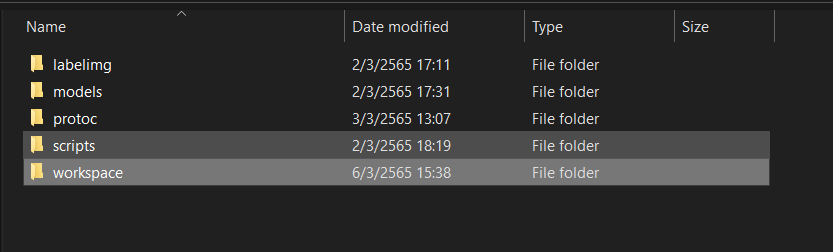 Name Date modified Type Size
labelimg 2/3/2565 17:11 File folder
models 2/3/2565 17:31 File folder
protoc 3/3/2565 13:07 File folder
scripts 2/3/2565 18:19 File folder
workspace 6/3/2565 15:38 File folder